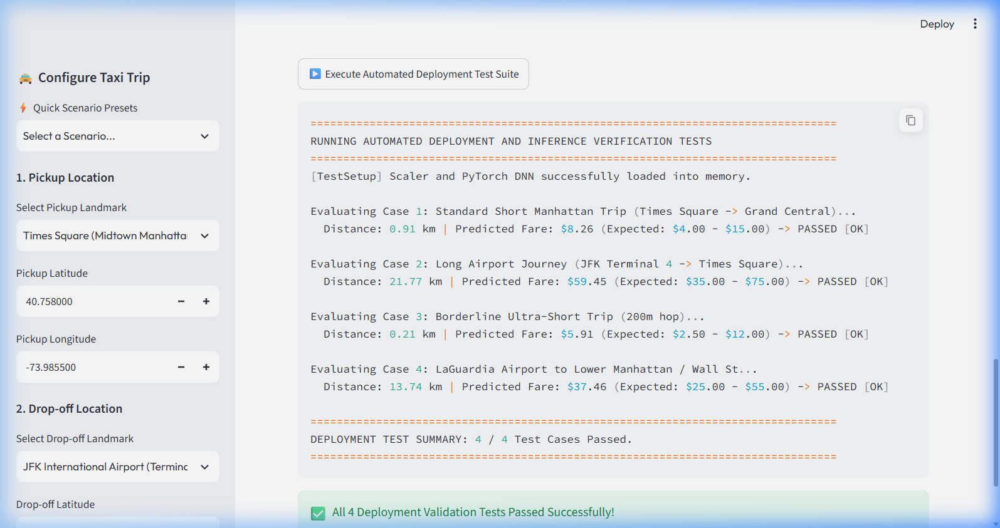 Deploy
Configure Taxi Trip
Quick Scenario Presets
Select a Scenario...
1. Pickup Location
Select Pickup Landmark
Times Square (Midtown Manhatta
Pickup Latitude
40.758000
Pickup Longitude
-73.985500
2. Drop-off Location
Select Drop-off Landmark
JFK International Airport (Termin
Drop-off Latitude
Execute Automated Deployment Test Suite
================================================================================
RUNNING AUTOMATED DEPLOYMENT AND INFERENCE VERIFICATION TESTS
================================================================================
[TestSetup] Scaler and PyTorch DNN successfully loaded into memory.
Evaluating Case 1: Standard Short Manhattan Trip (Times Square -> Grand Central)...
Distance: 0.91 km | Predicted Fare: $8.26 (Expected: $4.00 - $15.00) -> PASSED [OK]
Evaluating Case 2: Long Airport Journey (JFK Terminal 4 -> Times Square)...
Distance: 21.77 km | Predicted Fare: $59.45 (Expected: $35.00 - $75.00) -> PASSED [OK]
Evaluating Case 3: Borderline Ultra-Short Trip (200m hop)...
Distance: 0.21 km | Predicted Fare: $5.91 (Expected: $2.50 - $12.00) -> PASSED [OK]
Evaluating Case 4: LaGuardia Airport to Lower Manhattan / Wall St...
Distance: 13.74 km | Predicted Fare: $37.46 (Expected: $25.00 - $55.00) -> PASSED [OK]
================================================================================
DEPLOYMENT TEST SUMMARY: 4 / 4 Test Cases Passed.
================================================================================
All 4 Deployment Validation Tests Passed Successfully!